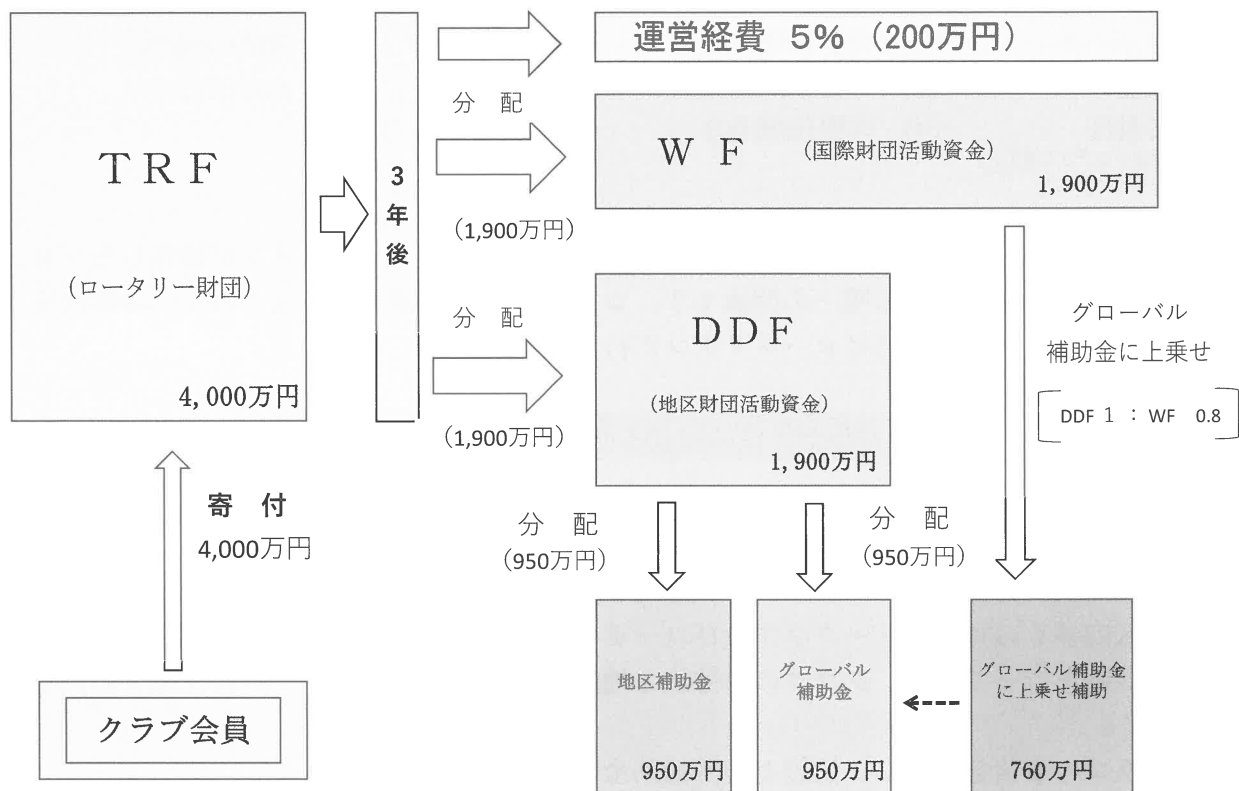 TRF
(ロータリー財団)
4,000万円
寄 付
4,000万円
クラブ会員
3
年
後
運営経費 5% (200万円)
分 配
(1,900万円)
WF (国際財団活動資金)
1,900万円
分 配
(1,900万円)
DDF
(地区財団活動資金)
1,900万円
グローバル
補助金に上乗せ
DDF 1 : WF 0.8
分 配
(950万円)
分 配
(950万円)
地区補助金
950万円
グローバル
補助金
950万円
グローバル補助金
に上乗せ補助
760万円